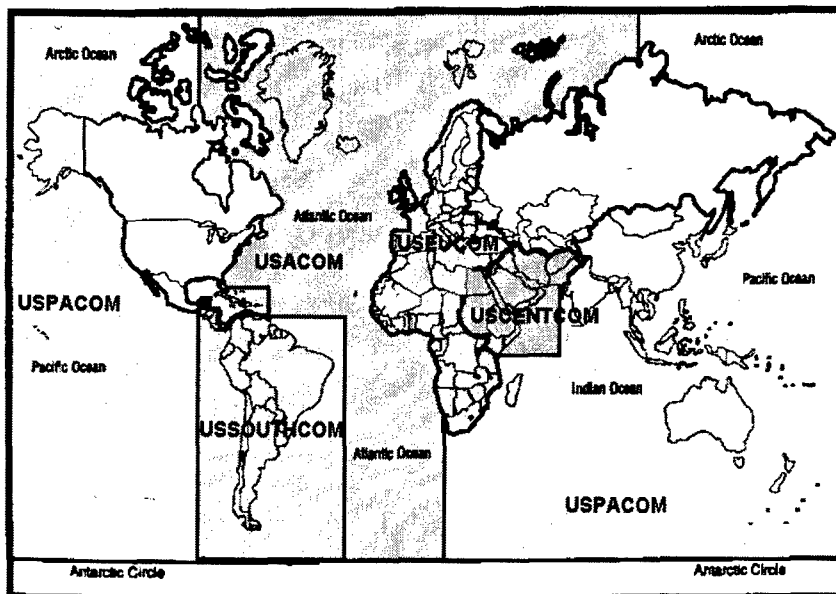 Arctic Ocean
Arctic Ocean
Atlantic Ocean
USEUCOM
USACOM
Pacific Ocean
USPACOM
USCENTCOM
Pacific Ocean
Indian Ocean
USSOUTHCOM
Atlantic Ocean
USPACOM
Antarctic Circle
Antarctic Circle